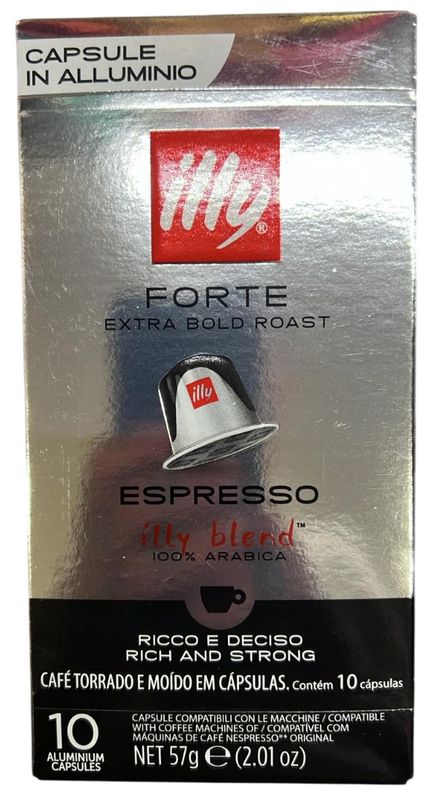 CAPSULE
IN ALLUMINIO
illy®
FORTE
EXTRA BOLD ROAST
illy
ESPRESSO
illy blend™
100% ARABICA
RICCO E DECISO
RICH AND STRONG
CAFÉ TORRADO E MOÍDO EM CÁPSULAS. Contém 10 cápsulas
10
ALUMINIUM
CAPSULES
CAPSULE COMPATIBILI CON LE MACCHINE / COMPATIBLE
WITH COFFEE MACHINES OF / COMPATÍVEL COM
MÁQUINAS DE CAFÉ NESPRESSO** ORIGINAL
NET 57g ℮ (2.01 oz)